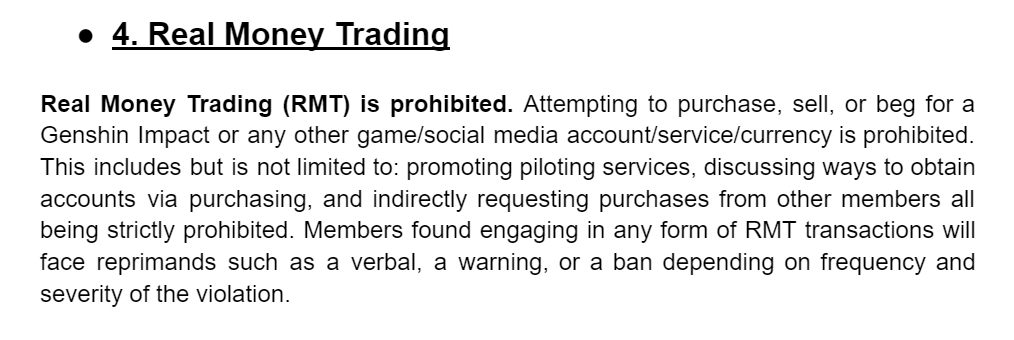 ● 4. Real Money Trading
Real Money Trading (RMT) is prohibited. Attempting to purchase, sell, or beg for a
Genshin Impact or any other game/social media account/service/currency is prohibited.
This includes but is not limited to: promoting piloting services, discussing ways to obtain
accounts via purchasing, and indirectly requesting purchases from other members all
being strictly prohibited. Members found engaging in any form of RMT transactions will
face reprimands such as a verbal, a warning, or a ban depending on frequency and
severity of the violation.